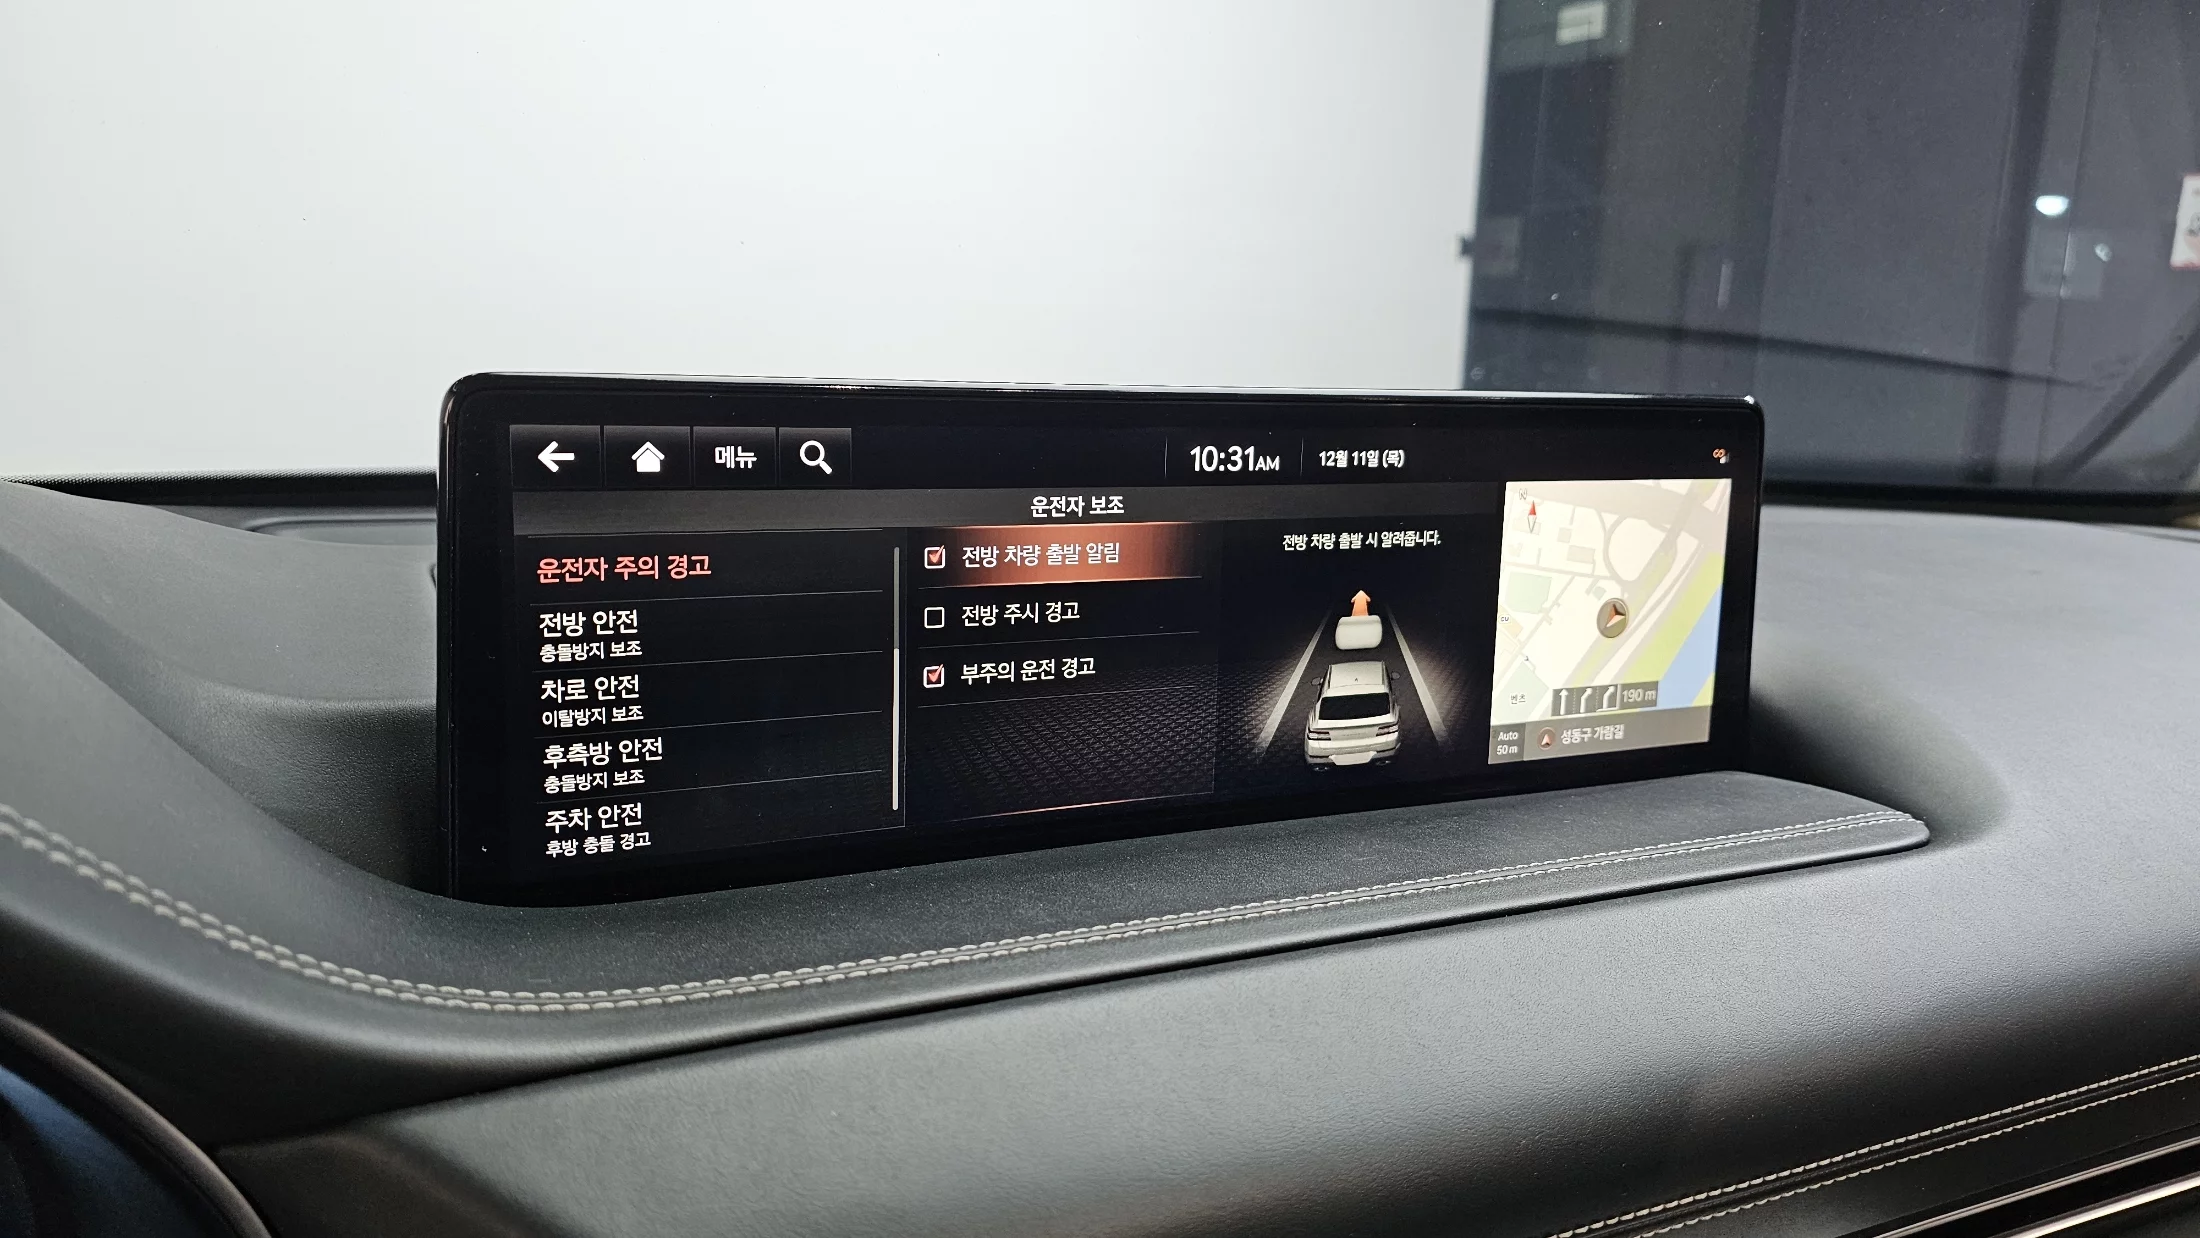 메뉴
10:31AM
12월 11일 (목)
운전자 보조
운전자 주의 경고
전방 안전
충돌방지 보조
차로 안전
이탈방지 보조
후측방 안전
충돌방지 보조
주차 안전
후방 충돌 경고
전방 차량 출발 알림
전방 주시 경고
부주의 운전 경고
전방 차량 출발 시 알려줍니다.
N
벤츠
190 m
Auto
50 m
성동구 가람길